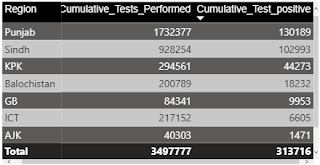 Region Cumulative_Tests_Performed Cumulative_Test_positive
Punjab 1732377 130189
Sindh 928254 102993
KPK 294561 44273
Balochistan 200789 18232
GB 84341 9953
ICT 217152 6605
AJK 40303 1471
Total 3497777 313716